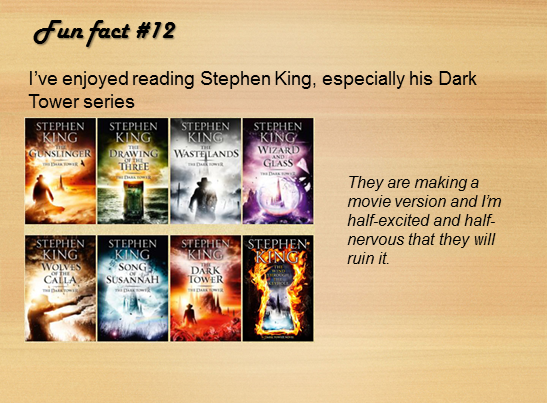 Fun fact #12
I’ve enjoyed reading Stephen King, especially his Dark
Tower series
STEPHEN
KING
THE
GUNSLINGER
THE DARK TOWER
STEPHEN
KING
THE
DRAWING
OF THE
THREE
THE DARK TOWER
STEPHEN
KING
THE
WASTE LANDS
THE DARK TOWER
STEPHEN
KING
WIZARD
AND
GLASS
THE DARK TOWER
They are making a
movie version and I’m
half-excited and half-
nervous that they will
ruin it.
STEPHEN
KING
WOLVES
OF THE
CALLA
THE DARK TOWER
STEPHEN
KING
SONG
OF
SUSANNAH
THE DARK TOWER
STEPHEN
KING
THE
DARK
TOWER
STEPHEN
KING
THE
WIND
THROUGH
THE
KEYHOLE